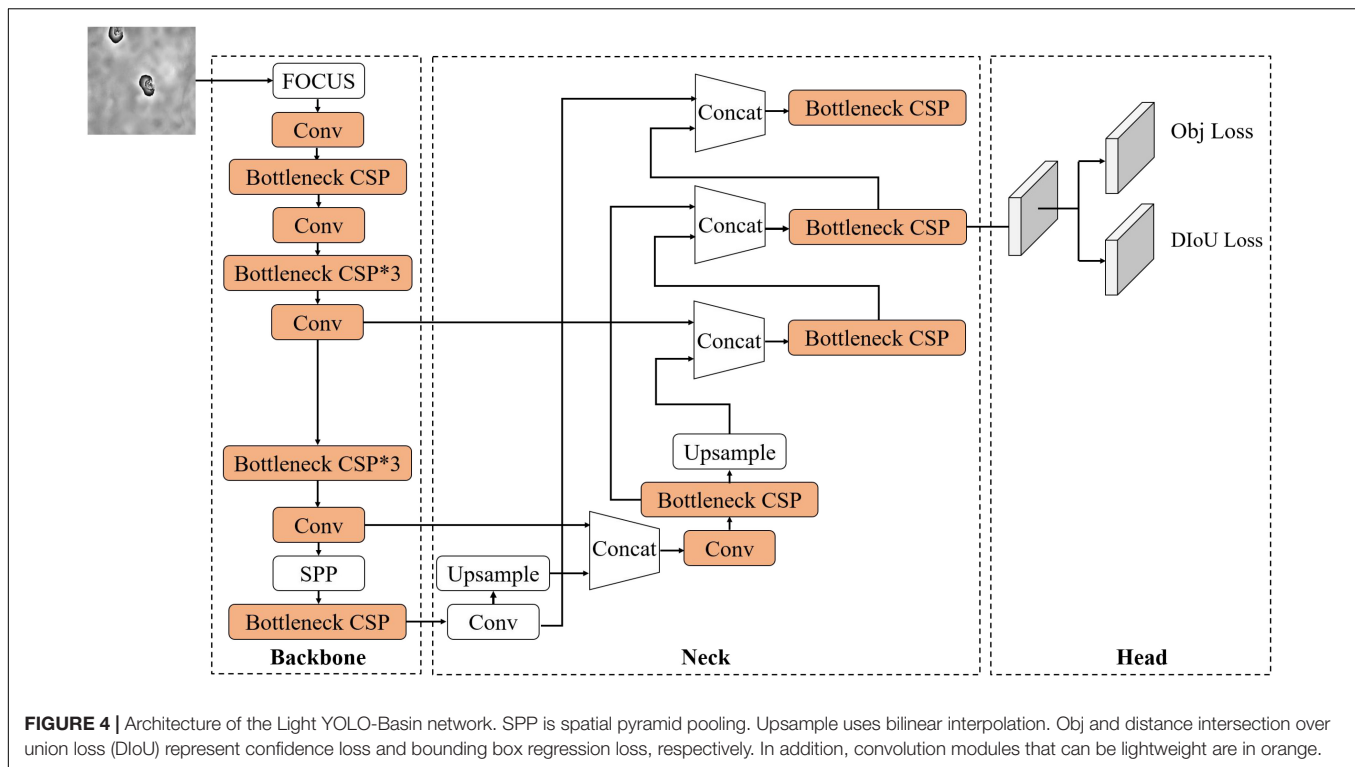 FOCUS
Conv
Bottleneck CSP
Conv
Bottleneck CSP*3
Conv
Bottleneck CSP*3
Conv
SPP
Bottleneck CSP
Backbone
Concat
Bottleneck CSP
Concat
Bottleneck CSP
Concat
Bottleneck CSP
Upsample
Bottleneck CSP
Concat
Conv
Upsample
Conv
Neck
Obj Loss
DIoU Loss
Head
FIGURE 4 | Architecture of the Light YOLO-Basin network. SPP is spatial pyramid pooling. Upsample uses bilinear interpolation. Obj and distance intersection over
union loss (DIoU) represent confidence loss and bounding box regression loss, respectively. In addition, convolution modules that can be lightweight are in orange.